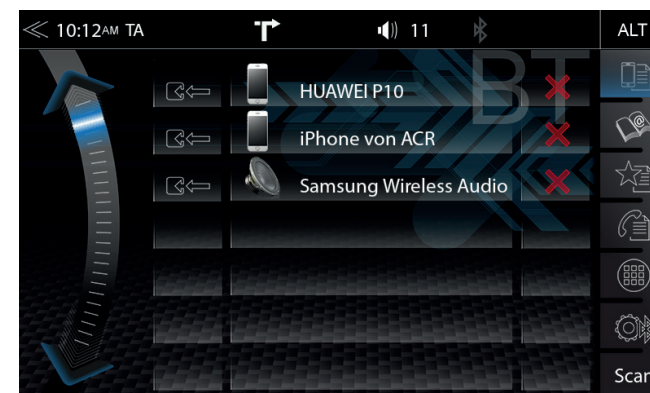 10:12AM TA 11 ALT
BT
HUAWEI P10
iPhone von ACR
Samsung Wireless Audio
Scan